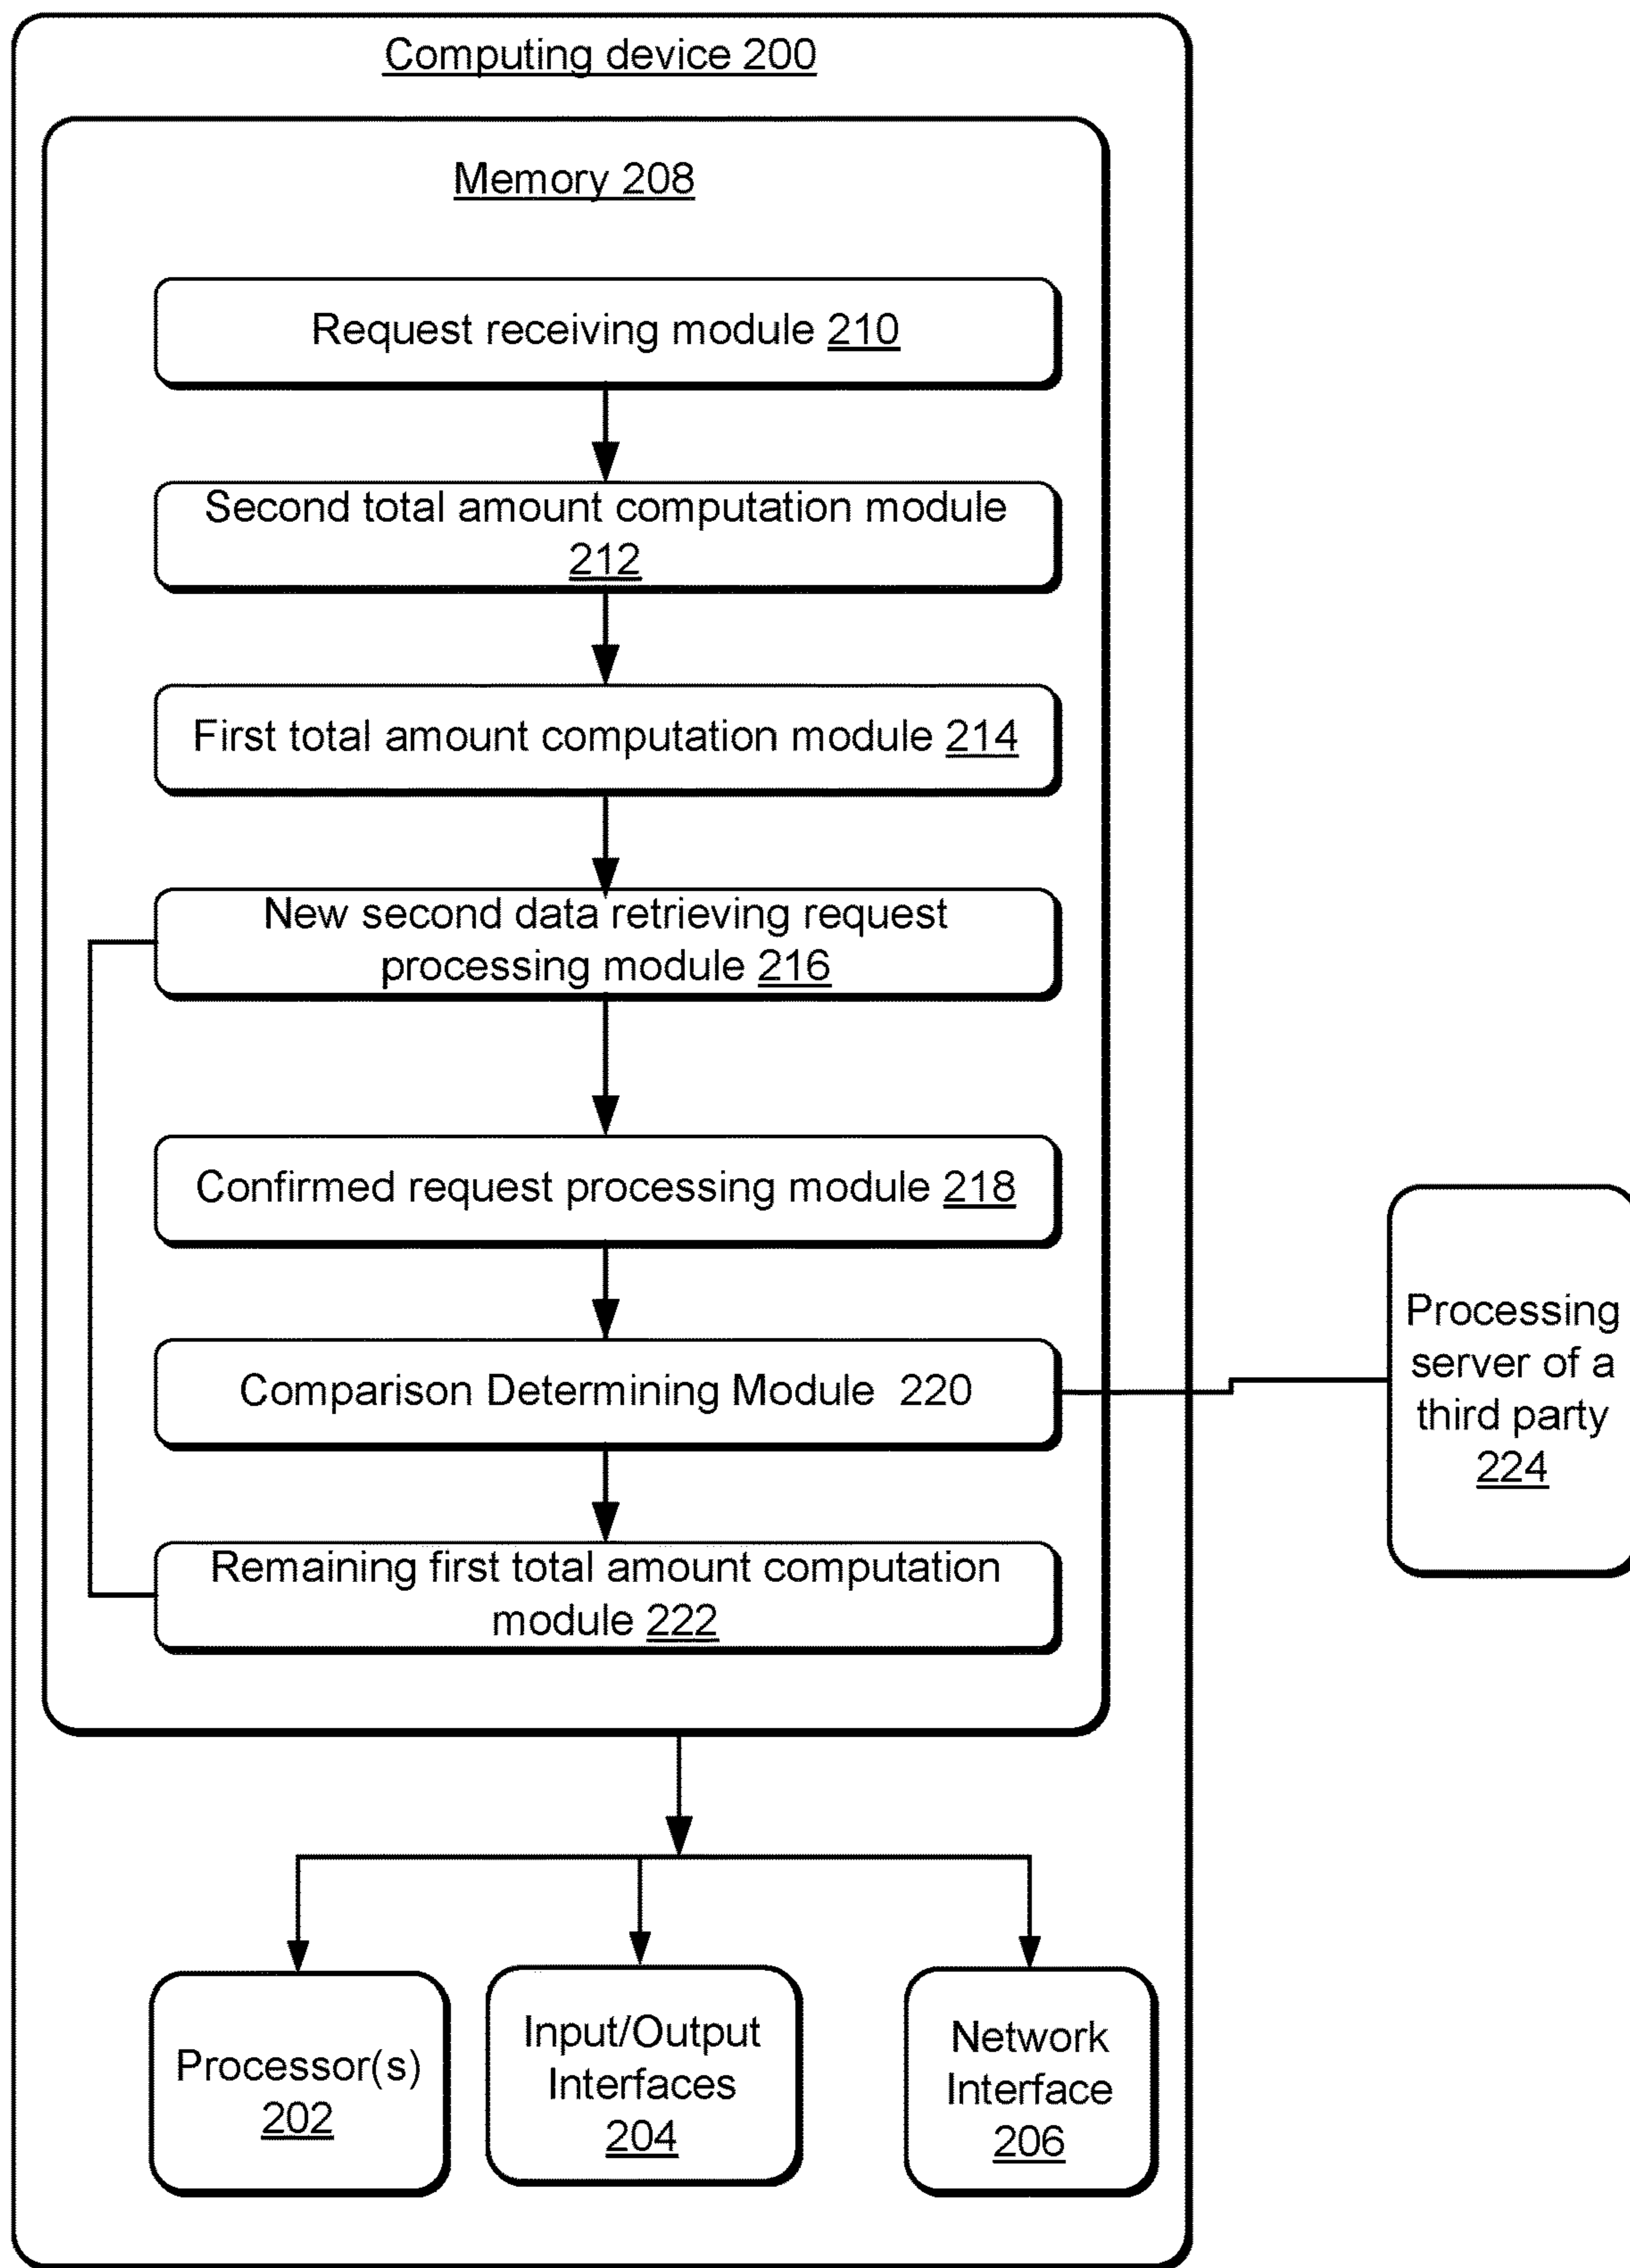 Computing device 200
Memory 208
Request receiving module 210
Second total amount computation module
212
First total amount computation module 214
New second data retrieving request
processing module 216
Confirmed request processing module 218
Comparison Determining Module 220
Remaining first total amount computation
module 222
Processing
server of a
third party
224
Processor(s)
202
Input/Output
Interfaces
204
Network
Interface
206